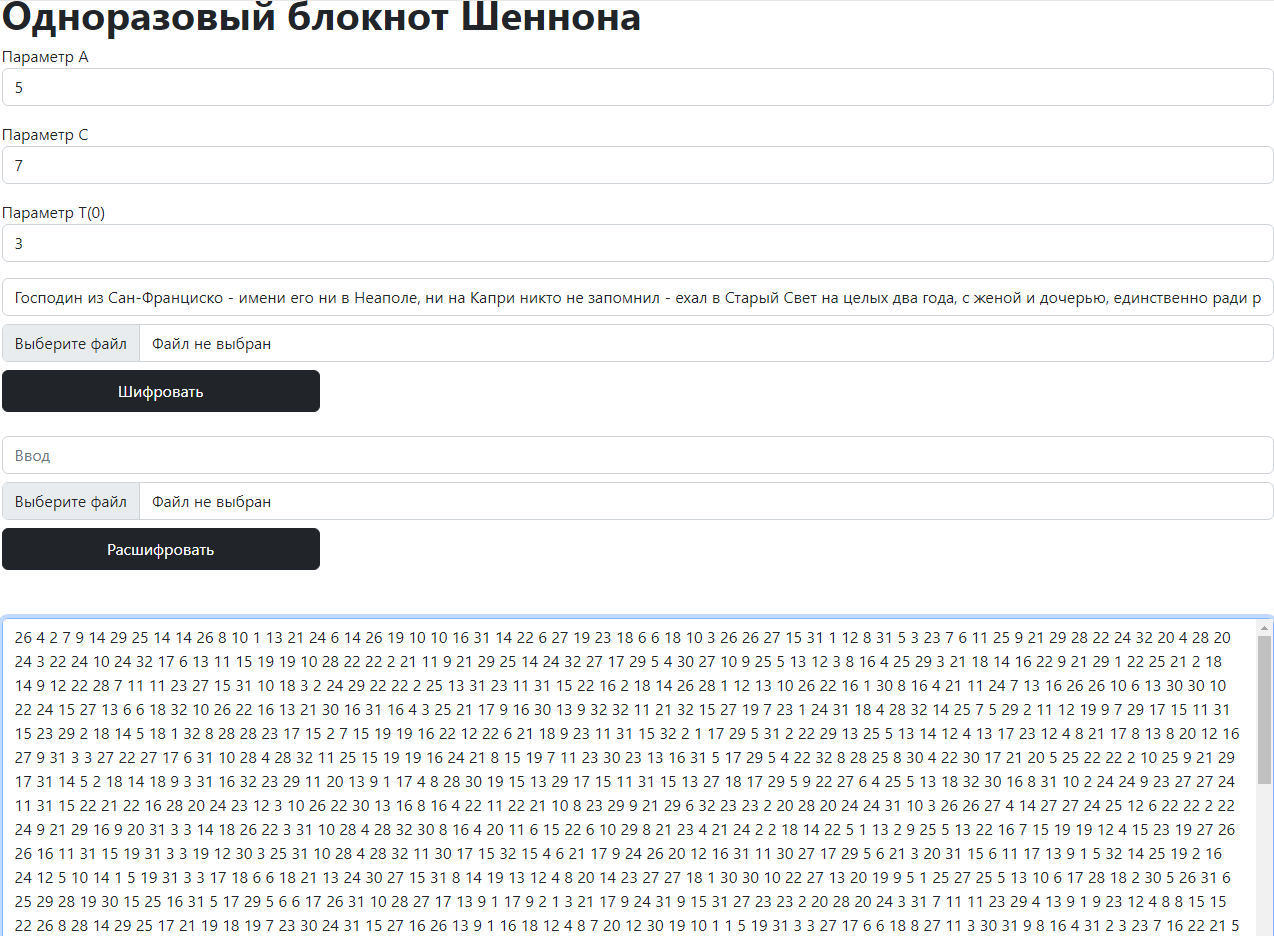 Одноразовый блокнот Шеннона
Параметр А
5
Параметр С
7
Параметр Т(0)
3
Господин из Сан-Франциско - имени его ни в Неаполе, ни на Капри никто не запомнил - ехал в Старый Свет на целых два года, с женой и дочерью, единственно ради р
Выберите файл Файл не выбран
Шифровать
Ввод
Выберите файл Файл не выбран
Расшифровать
26 4 2 7 9 14 29 25 14 14 26 8 10 1 13 21 24 6 14 26 19 10 10 16 31 14 22 6 27 19 23 18 6 6 18 10 3 26 26 27 15 31 1 12 8 31 5 3 23 7 6 11 25 9 21 29 28 22 24 32 20 4 28 20
24 3 22 24 10 24 32 17 6 13 11 15 19 19 10 28 22 22 2 21 11 9 21 29 25 14 24 32 27 17 29 5 4 30 27 10 9 25 5 13 12 3 8 16 4 25 29 3 21 18 14 16 22 9 21 29 1 22 25 21 2 18
14 9 12 22 28 7 11 11 23 27 15 31 10 18 3 2 24 29 22 22 2 25 13 31 23 11 31 15 22 16 2 18 14 26 28 1 12 13 10 26 22 16 1 30 8 16 4 21 11 24 7 13 16 26 26 10 6 13 30 30 10
22 24 15 27 13 6 6 18 32 10 26 22 16 13 21 30 16 31 16 4 3 25 21 17 9 16 30 13 9 32 32 11 21 32 15 27 19 7 23 1 24 31 18 4 28 32 14 25 7 5 29 2 11 12 19 9 7 29 17 15 11 31
15 23 29 2 18 14 5 18 1 32 8 28 28 23 17 15 2 7 15 19 19 16 22 12 22 6 21 18 9 23 11 31 15 32 2 1 17 29 5 31 2 22 29 13 25 5 13 14 12 4 13 17 23 12 4 8 21 17 8 13 8 20 12 16
27 9 31 3 3 27 22 27 17 6 31 10 28 4 28 32 11 25 15 19 19 16 24 21 8 15 19 7 11 23 30 23 13 16 31 5 17 29 5 4 22 32 8 28 25 8 30 4 22 30 17 21 20 5 25 22 22 2 10 25 9 21 29
17 31 14 5 2 18 14 18 9 3 31 16 32 23 29 11 20 13 9 1 17 4 8 28 30 19 15 13 29 17 15 11 31 15 13 27 18 17 29 5 9 22 27 6 4 25 5 13 18 32 30 16 8 31 10 2 24 24 9 23 27 27 24
11 31 15 22 21 22 16 28 20 24 23 12 3 10 26 22 30 13 16 8 16 4 22 11 22 21 10 8 23 29 9 21 29 6 32 23 23 2 20 28 20 24 24 31 10 3 26 26 27 4 14 27 27 24 25 12 6 22 22 2 22
24 9 21 29 16 9 20 31 3 3 14 18 26 22 3 31 10 28 4 28 32 30 8 16 4 20 11 6 15 22 6 10 29 8 21 23 4 21 24 2 2 18 14 22 5 1 13 2 9 25 5 13 22 16 7 15 19 19 12 4 15 23 19 27 26
26 16 11 31 15 19 31 3 3 19 12 30 3 25 31 10 28 4 28 32 11 30 17 15 32 15 4 6 21 17 9 24 26 20 12 16 31 11 30 27 17 29 5 6 21 3 20 31 15 6 11 17 13 9 1 5 32 14 25 19 2 16
24 12 5 10 14 1 5 19 31 3 3 17 18 6 6 18 21 13 24 30 27 15 31 8 14 19 13 12 4 8 20 14 23 27 27 18 1 30 30 10 22 27 13 20 19 9 5 1 25 27 25 5 13 10 6 17 28 18 2 30 5 26 31 6
25 29 28 19 30 15 25 16 31 5 17 29 5 6 6 17 26 31 10 28 27 17 13 9 1 17 9 2 1 3 21 17 9 24 31 9 15 31 27 23 23 2 20 28 20 24 3 31 7 11 11 23 29 4 13 9 1 9 23 12 4 8 8 15 15
22 26 8 28 14 29 25 17 21 19 18 19 7 23 30 24 31 15 27 16 26 13 9 1 16 18 12 4 8 7 20 12 30 19 10 1 1 5 19 31 3 3 27 17 6 6 18 8 27 11 3 30 31 9 8 16 4 31 2 3 23 7 16 22 21 5